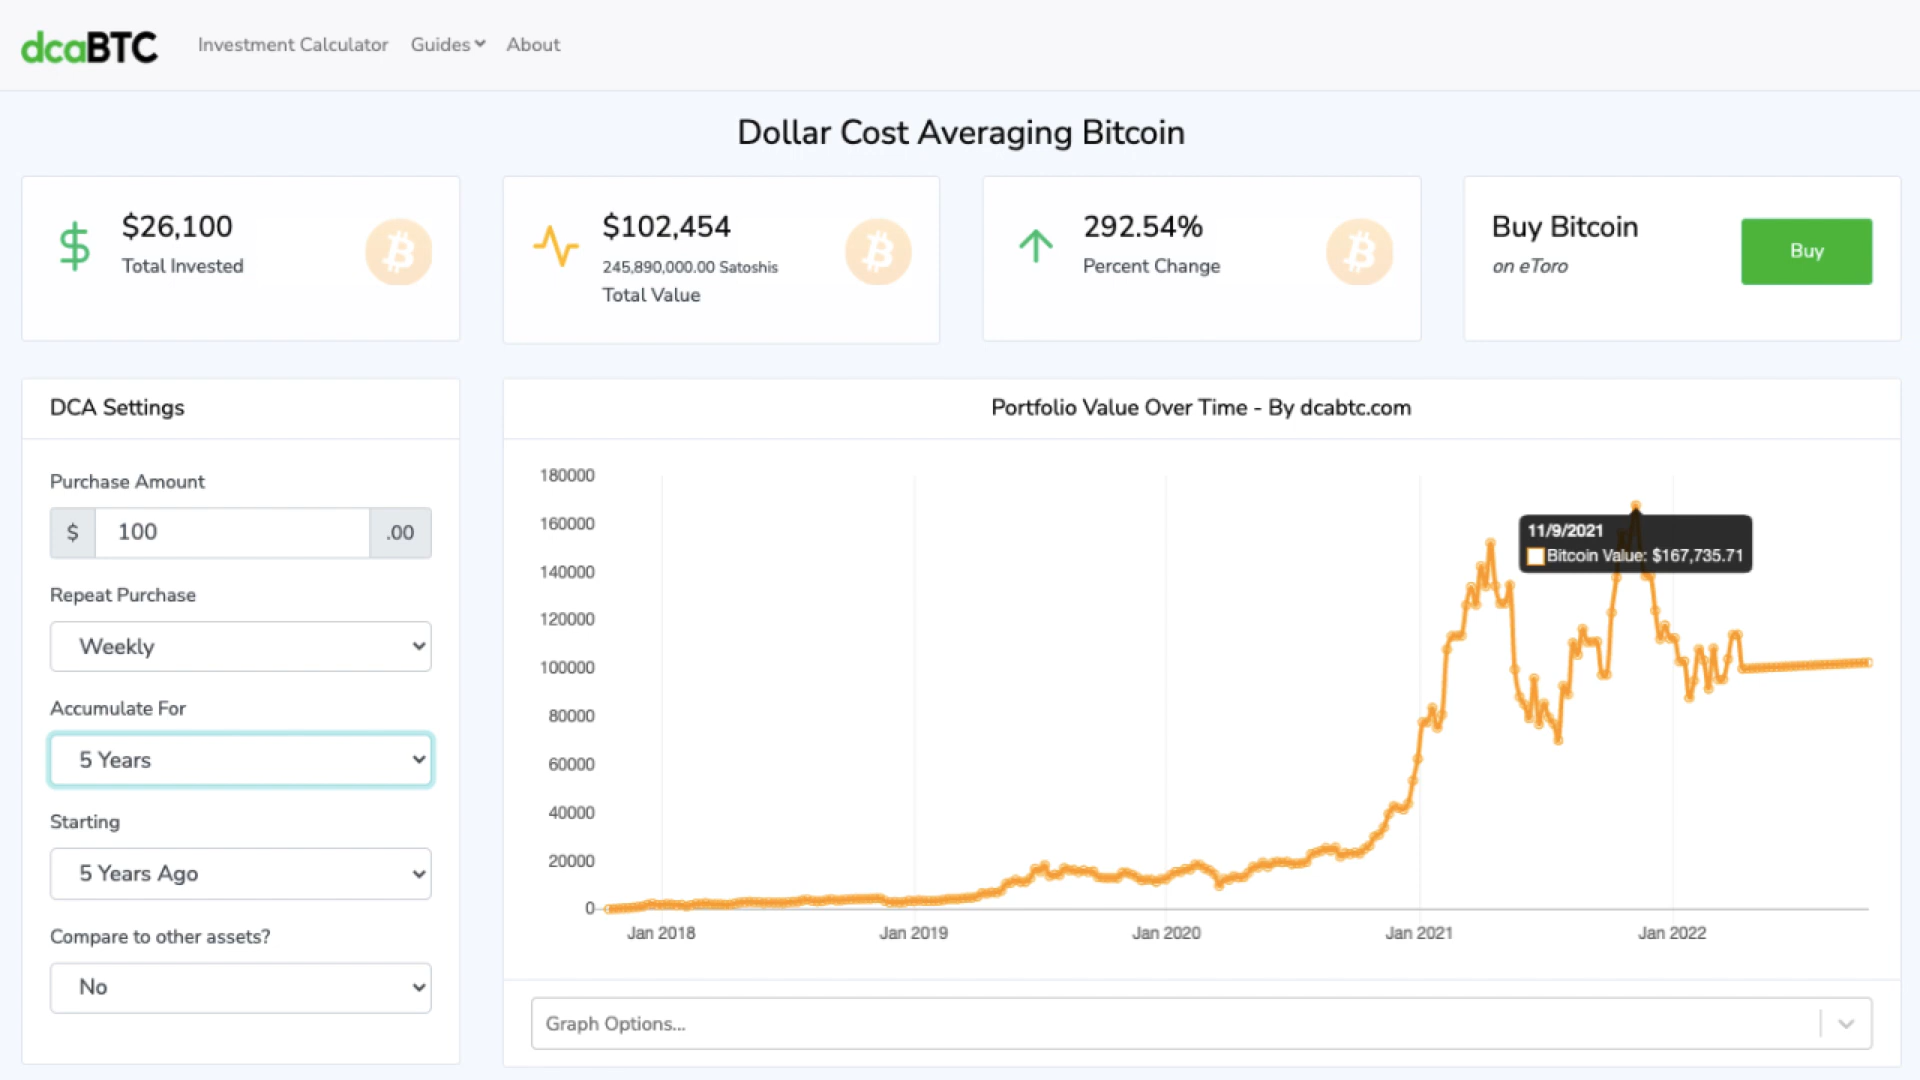 dcaBTC
Investment Calculator
Guides
About
Dollar Cost Averaging Bitcoin
$26,100
Total Invested
$102,454
245,890,000.00 Satoshis
Total Value
292.54%
Percent Change
Buy Bitcoin
on eToro
Buy
DCA Settings
Purchase Amount
$ 100 .00
Repeat Purchase
Weekly
Accumulate For
5 Years
Starting
5 Years Ago
Compare to other assets?
No
Portfolio Value Over Time - By dcabtc.com
180000
160000
140000
120000
100000
80000
60000
40000
20000
0
11/9/2021
Bitcoin Value: $167,735.71
Jan 2018
Jan 2019
Jan 2020
Jan 2021
Jan 2022
Graph Options...